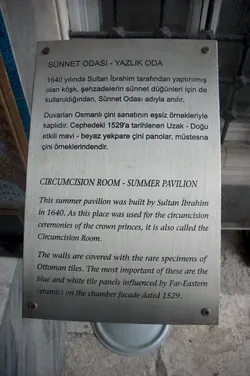 SÜNNET ODASI - YAZLIK ODA
1640 yılında Sultan İbrahim tarafından yaptırılmış
olan köşk, şehzadelerin sünnet düğünleri için de
kullanıldığından, Sünnet Odası adıyla anılır.
Duvarları Osmanlı çini sanatının eşsiz örnekleriyle
kaplıdır. Cephedeki 1529'a tarihlenen Uzak - Doğu
etkili mavi - beyaz yekpare çini panolar, müstesna
çini örneklerindendir.
CIRCUMCISION ROOM - SUMMER PAVILION
This summer pavilion was built by Sultan Ibrahim
in 1640. As this place was used for the circumcision
ceremonies of the crown princes, it is also called the
Circumcision Room.
The walls are covered with the rare specimens of
Ottoman tiles. The most important of these are the
blue and white tile panels influenced by Far-Eastern
ceramics on the chamber facade dated 1529.